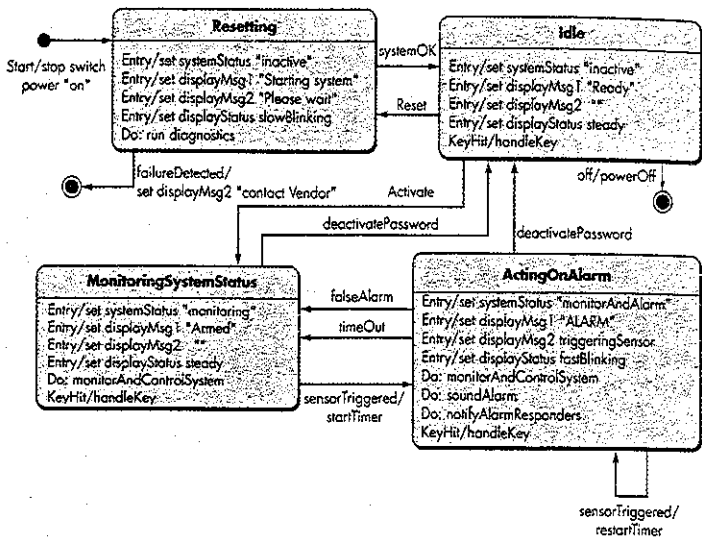 Resetting
Entry/set systemStatus "inactive"
Entry/set displayMsg1 "Starting system"
Entry/set displayMsg2 "Please wait"
Entry/set displayStatus slowBlinking
Do: run diagnostics
Start/stop switch
power "on"
systemOK
Reset
Idle
Entry/set systemStatus "inactive"
Entry/set displayMsg1 "Ready"
Entry/set displayMsg2 ""
Entry/set displayStatus steady
KeyHit/handleKey
failureDetected/
set displayMsg2 "contact Vendor"
Activate
off/powerOff
deactivatePassword
deactivatePassword
MonitoringSystemStatus
Entry/set systemStatus "monitoring"
Entry/set displayMsg1 "Armed"
Entry/set displayMsg2 ""
Entry/set displayStatus steady
Do: monitorAndControlSystem
KeyHit/handleKey
falseAlarm
timeOut
sensorTriggered/
startTimer
ActingOnAlarm
Entry/set systemStatus "monitorAndAlarm"
Entry/set displayMsg1 "ALARM"
Entry/set displayMsg2 triggeringSensor
Entry/set displayStatus fastBlinking
Do: monitorAndControlSystem
Do: soundAlarm
Do: notifyAlarmResponders
KeyHit/handleKey
sensorTriggered/
restartTimer